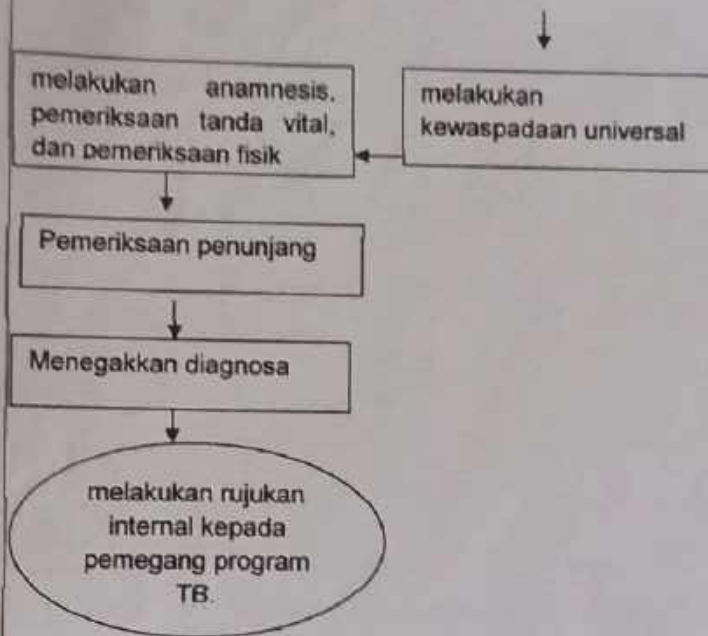 melakukan anamnesis,
pemeriksaan tanda vital,
dan pemeriksaan fisik
melakukan
kewaspadaan universal
Pemeriksaan penunjang
Menegakkan diagnosa
melakukan rujukan
internal kepada
pemegang program
TB.